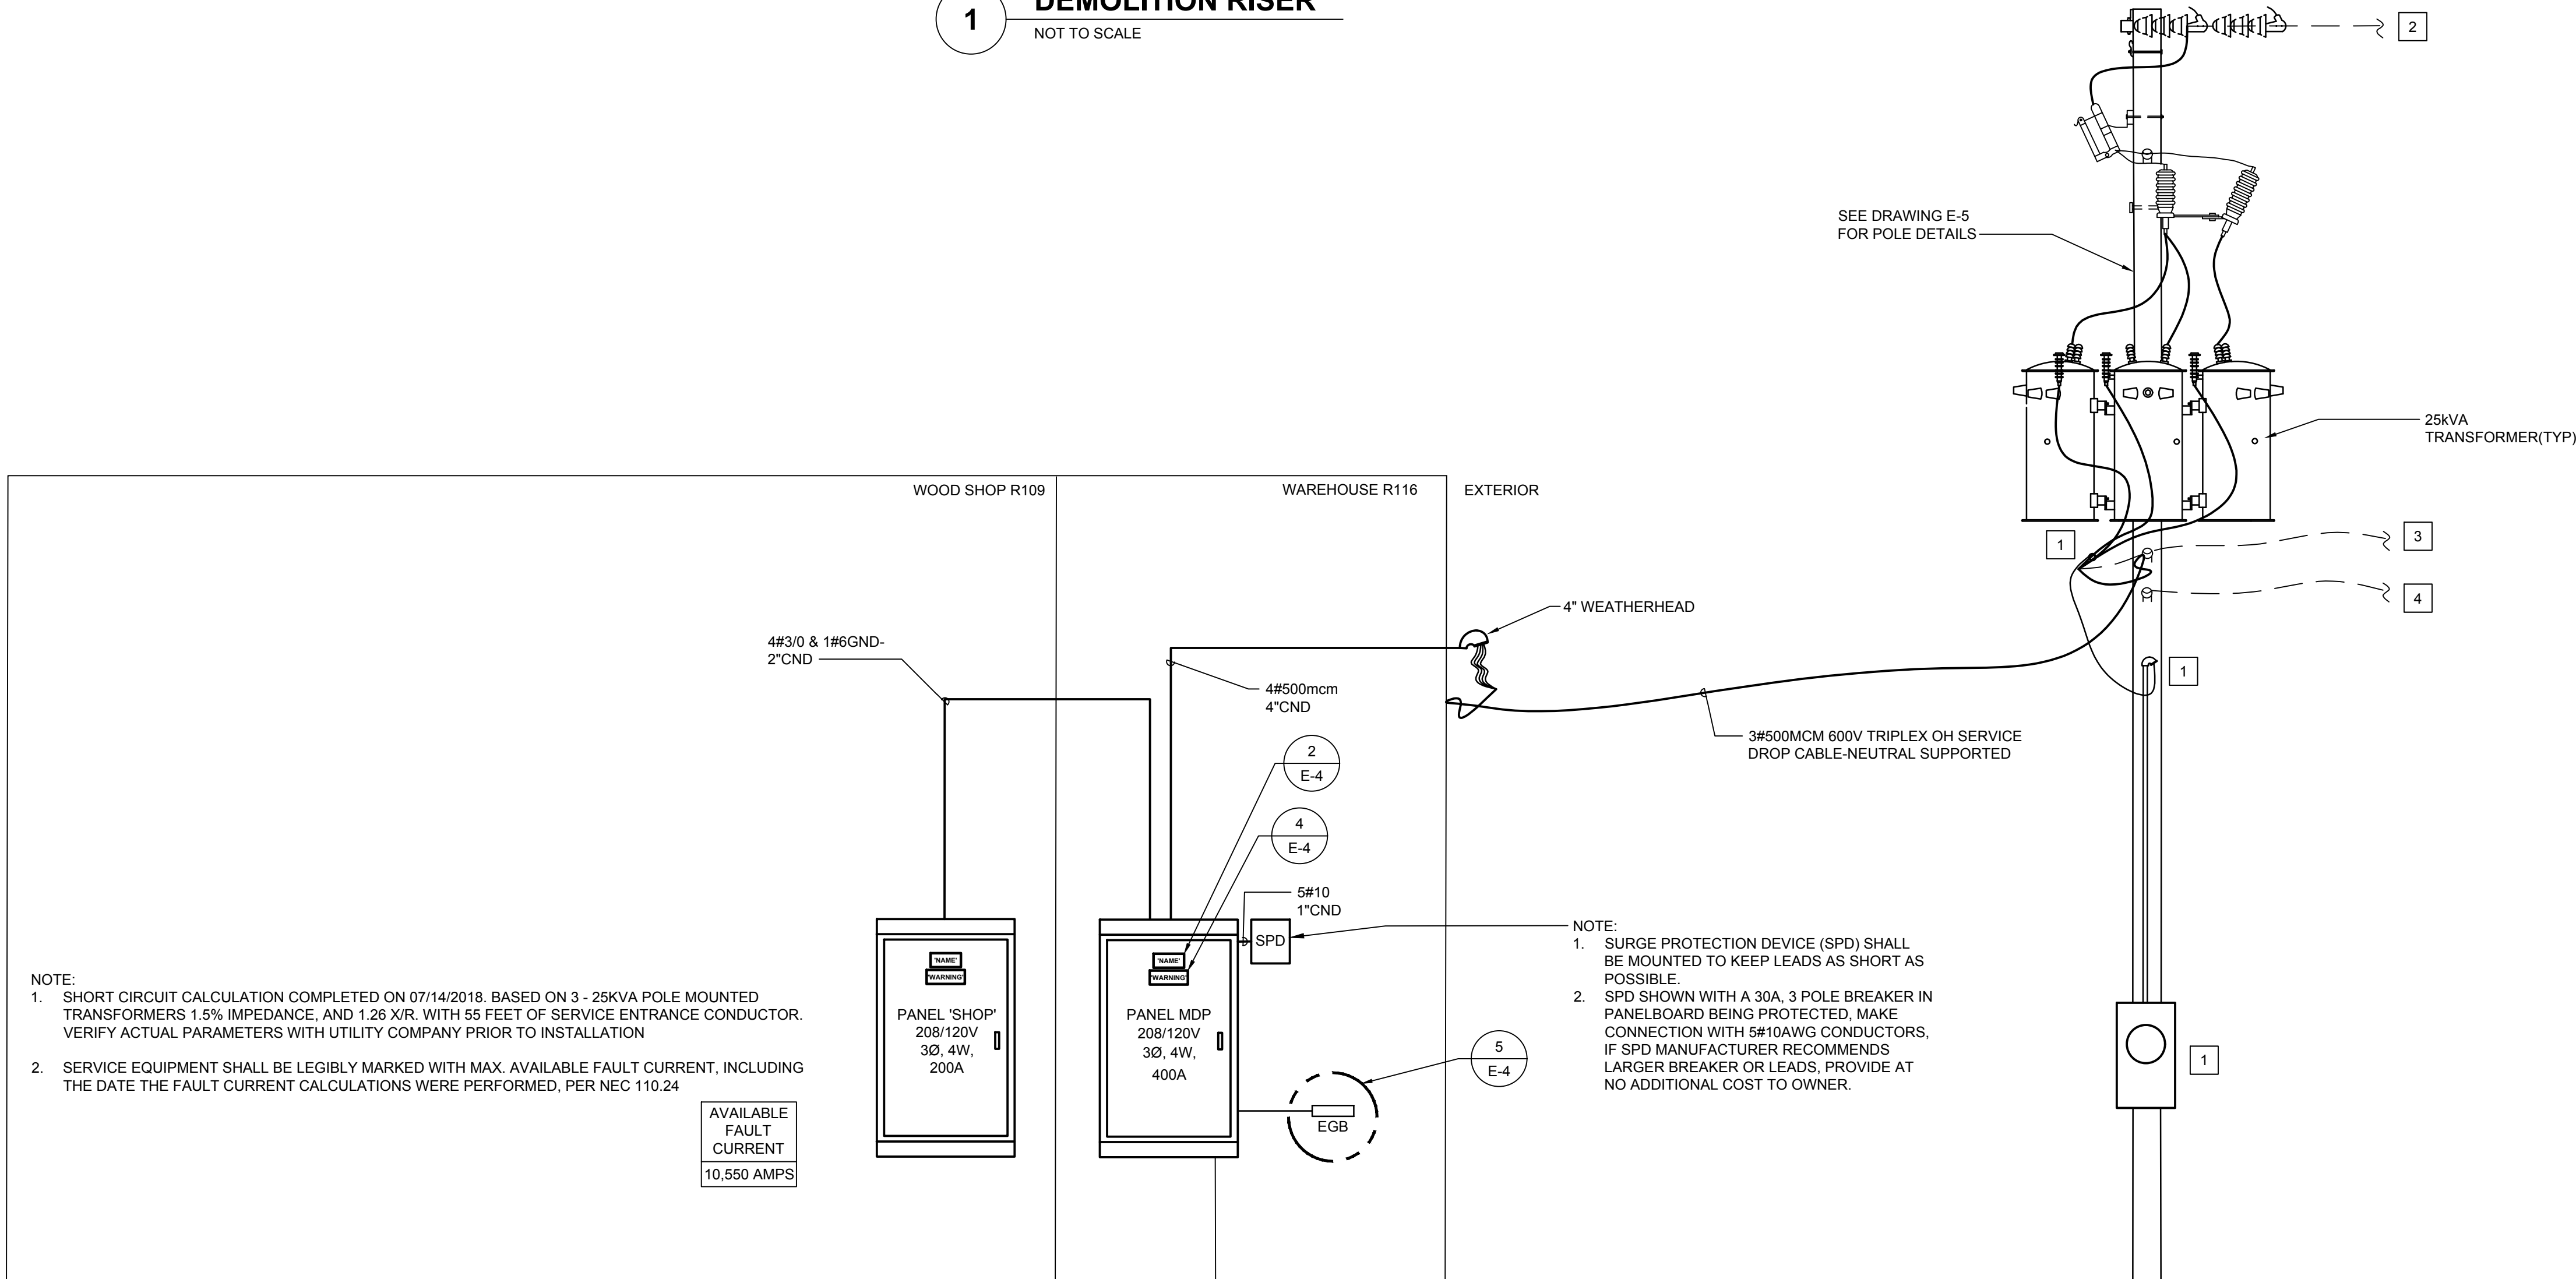 1
DEMOLITION RISER
NOT TO SCALE
2
SEE DRAWING E-5
FOR POLE DETAILS
25kVA
TRANSFORMER(TYP)
WOOD SHOP R109
WAREHOUSE R116
EXTERIOR
1
3
4
4" WEATHERHEAD
4#3/0 & 1#6GND-
2"CND
1
4#500mcm
4"CND
3#500MCM 600V TRIPLEX OH SERVICE
DROP CABLE-NEUTRAL SUPPORTED
2
E-4
4
E-4
5#10
1"CND
SPD
NOTE:
1. SURGE PROTECTION DEVICE (SPD) SHALL
BE MOUNTED TO KEEP LEADS AS SHORT AS
POSSIBLE.
2. SPD SHOWN WITH A 30A, 3 POLE BREAKER IN
PANELBOARD BEING PROTECTED, MAKE
CONNECTION WITH 5#10AWG CONDUCTORS,
IF SPD MANUFACTURER RECOMMENDS
LARGER BREAKER OR LEADS, PROVIDE AT
NO ADDITIONAL COST TO OWNER.
NOTE:
1. SHORT CIRCUIT CALCULATION COMPLETED ON 07/14/2018. BASED ON 3 - 25KVA POLE MOUNTED
TRANSFORMERS 1.5% IMPEDANCE, AND 1.26 X/R. WITH 55 FEET OF SERVICE ENTRANCE CONDUCTOR.
VERIFY ACTUAL PARAMETERS WITH UTILITY COMPANY PRIOR TO INSTALLATION
2. SERVICE EQUIPMENT SHALL BE LEGIBLY MARKED WITH MAX. AVAILABLE FAULT CURRENT, INCLUDING
THE DATE THE FAULT CURRENT CALCULATIONS WERE PERFORMED, PER NEC 110.24
AVAILABLE
FAULT
CURRENT
10,550 AMPS
'NAME'
'WARNING'
PANEL 'SHOP'
208/120V
3Ø, 4W,
200A
'NAME'
'WARNING'
PANEL MDP
208/120V
3Ø, 4W,
400A
5
E-4
EGB
1